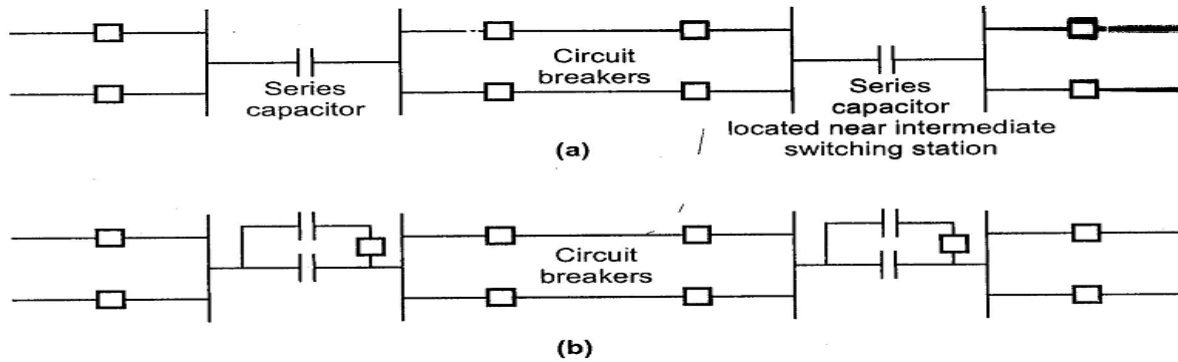 Circuit
breakers
Series
capacitor
Series
capacitor
located near intermediate
switching station
(a)
Circuit
breakers
(b)